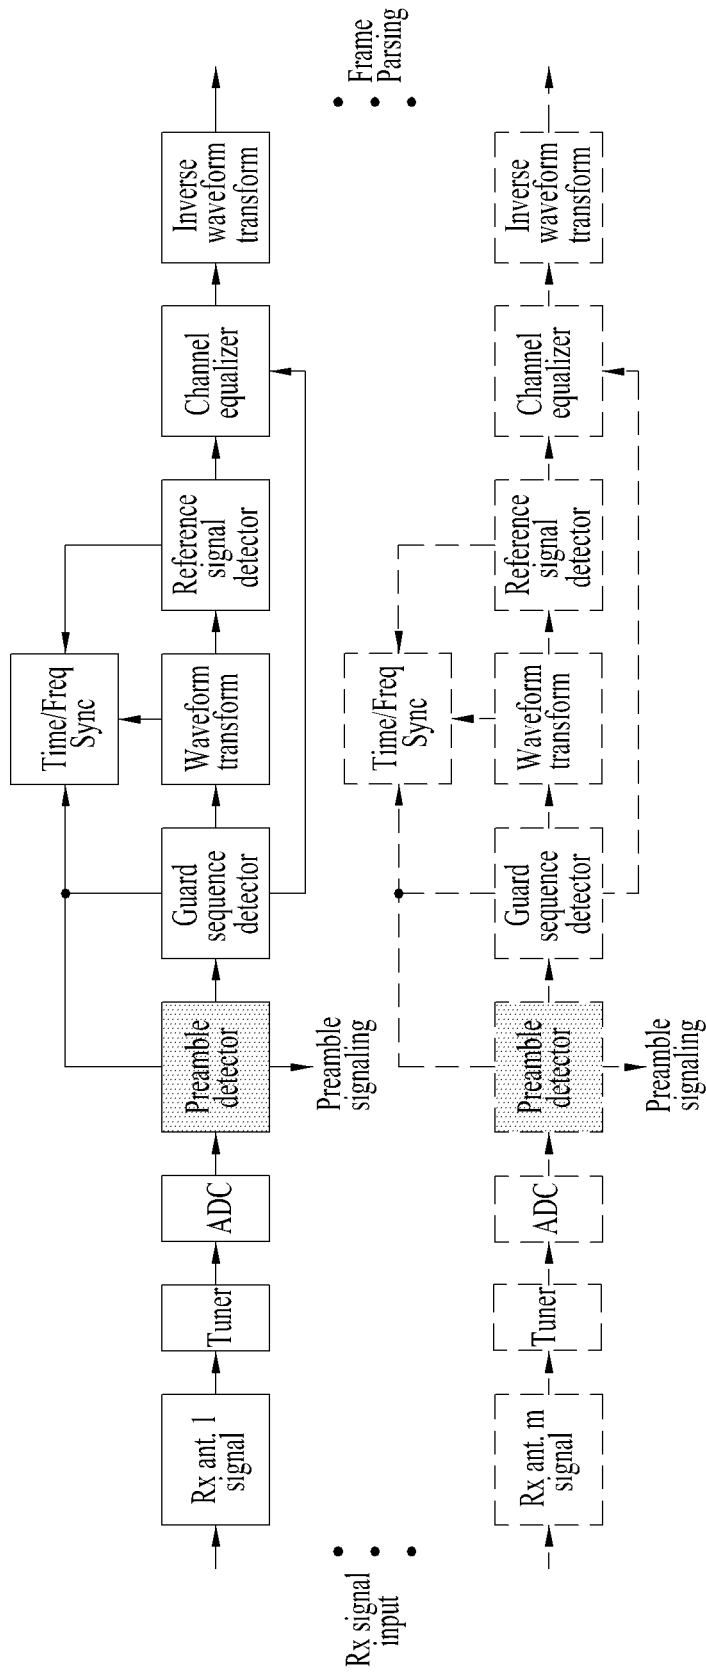 Rx signal
input
Rx ant. 1
signal
Tuner
ADC
Preamble
detector
Preamble
signaling
Guard
sequence
detector
Time/Freq
Sync
Waveform
transform
Reference
signal
detector
Channel
equalizer
Inverse
waveform
transform
Frame
Parsing
Rx ant. m
signal
Tuner
ADC
Preamble
detector
Preamble
signaling
Guard
sequence
detector
Time/Freq
Sync
Waveform
transform
Reference
signal
detector
Channel
equalizer
Inverse
waveform
transform